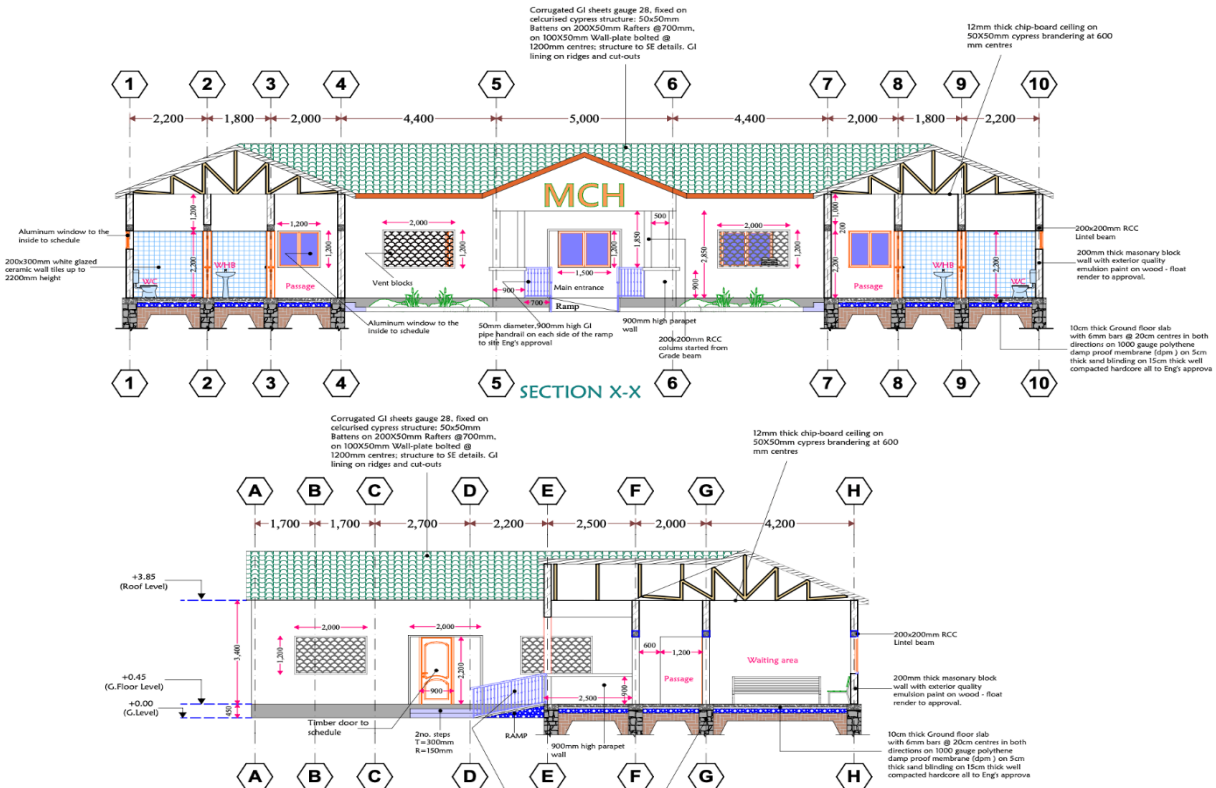 Corrugated GI sheets gauge 28, fixed on
celcurised cypress structure: 50x50mm
Battens on 200X50mm Rafters @700mm,
on 100X50mm Wall-plate bolted @
1200mm centres; structure to SE details. GI
lining on ridges and cut-outs
12mm thick chip-board ceiling on
50X50mm cypress brandering at 600
mm centres
1 2 3 4 5 6 7 8 9 10
2,200 1,800 2,000 4,400 5,000 4,400 2,000 1,800 2,200
MCH
1,200
1,200
2,000
500
2,000
1,000
200
Aluminum window to the
inside to schedule
200x200mm RCC
Lintel beam
200x300mm white glazed
ceramic wall tiles up to
2200mm height
2,200
1,200
1,200
1,850
2,850
1,200
1,200
2,200
2,200
200mm thick masonary block
wall with exterior quality
emulsion paint on wood - float
render to approval.
WC
WHB
Passage
Vent blocks
1,500
Main entrance
900
900
700
Ramp
Passage
WHB
WC
Aluminum window to the
inside to schedule
50mm diameter,900mm high GI
pipe handrail on each side of the ramp
to site Eng's approval
900mm high parapet
wall
200x200mm RCC
colums started from
Grade beam
10cm thick Ground floor slab
with 6mm bars @ 20cm centres in both
directions on 1000 gauge polythene
damp proof membrane (dpm ) on 5cm
thick sand blinding on 15cm thick well
compacted hardcore all to Eng's approva
1 2 3 4 5 6 7 8 9 10
SECTION X-X
Corrugated GI sheets gauge 28, fixed on
celcurised cypress structure: 50x50mm
Battens on 200X50mm Rafters @700mm,
on 100X50mm Wall-plate bolted @
1200mm centres; structure to SE details. GI
lining on ridges and cut-outs
12mm thick chip-board ceiling on
50X50mm cypress brandering at 600
mm centres
A B C D E F G H
1,700 1,700 2,700 2,200 2,500 2,000 4,200
+3.85
(Roof Level)
3,400
2,000
2,000
1,200
2,200
900
600
1,200
Passage
Waiting area
200x200mm RCC
Lintel beam
+0.45
(G.Floor Level)
+0.00
(G.Level)
450
2,500
900
200mm thick masonary block
wall with exterior quality
emulsion paint on wood - float
render to approval.
Timber door to
schedule
2no. steps
T=300mm
R=150mm
RAMP
900mm high parapet
wall
10cm thick Ground floor slab
with 6mm bars @ 20cm centres in both
directions on 1000 gauge polythene
damp proof membrane (dpm ) on 5cm
thick sand blinding on 15cm thick well
compacted hardcore all to Eng's approva
A B C D E F G H